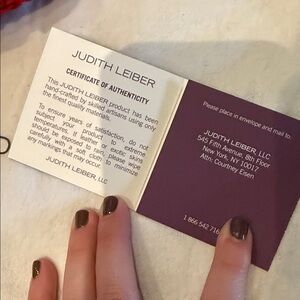 JUDITH LEIBER
CERTIFICATE OF AUTHENTICITY
This JUDITH LEIBER product has been
hand-crafted by skilled artisans using only
the finest quality materials.
To ensure years of satisfaction, do not
subject your product to extreme
temperatures. If leather or exotic skins
should be exposed to rain, please wipe
carefully with a soft cloth to minimize
any markings that may occur.
JUDITH LEIBER, LLC
Please place in envelope and mail to:
JUDITH LEIBER, LLC
545 Fifth Avenue, 8th Floor
New York, NY 10017
Attn: Courtney Eisen
1 866 542 716